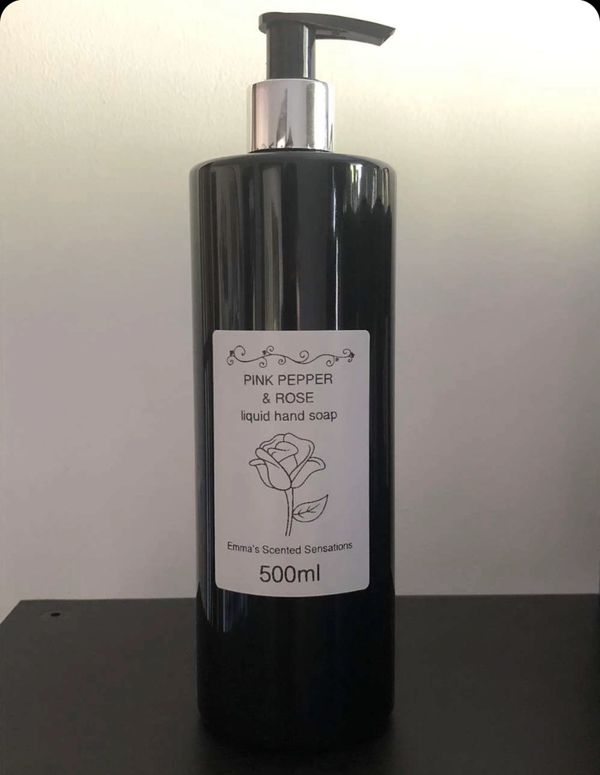 PINK PEPPER
& ROSE
liquid hand soap
Emma's Scented Sensations
500ml